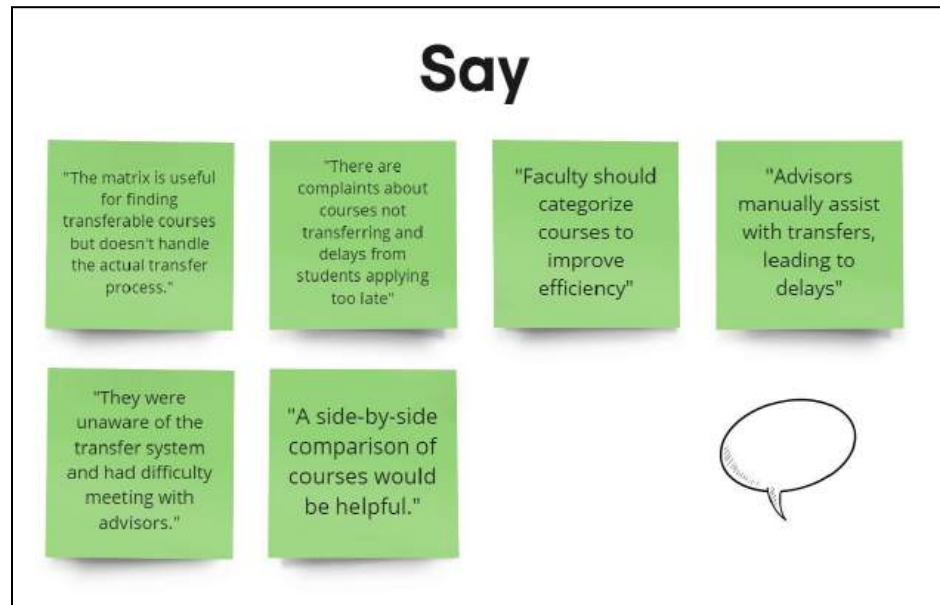 Say
"The matrix is useful
for finding
transferable courses
but doesn't handle
the actual transfer
process."
"There are
complaints about
courses not
transferring and
delays from
students applying
too late"
"Faculty should
categorize
courses to
improve
efficiency"
"Advisors
manually assist
with transfers,
leading to
delays"
"They were
unaware of the
transfer system
and had difficulty
meeting with
advisors."
"A side-by-side
comparison of
courses would
be helpful."